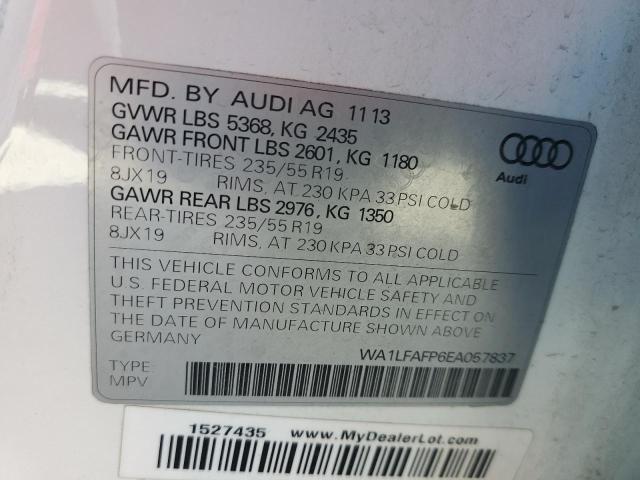 MFD. BY AUDI AG 11 13
GVWR LBS 5368, KG 2435
GAWR FRONT LBS 2601, KG 1180
FRONT-TIRES 235/55 R19
8JX19 RIMS, AT 230 KPA 33 PSI COLD
GAWR REAR LBS 2976, KG 1350
REAR-TIRES 235/55 R19
8JX19 RIMS, AT 230 KPA 33 PSI COLD
Audi
THIS VEHICLE CONFORMS TO ALL APPLICABLE
U.S. FEDERAL MOTOR VEHICLE SAFETY AND
THEFT PREVENTION STANDARDS IN EFFECT ON
THE DATE OF MANUFACTURE SHOWN ABOVE.
GERMANY
WA1LFAFP6EA057837
TYPE
MPV
1527435 www.MyDealerLot.com